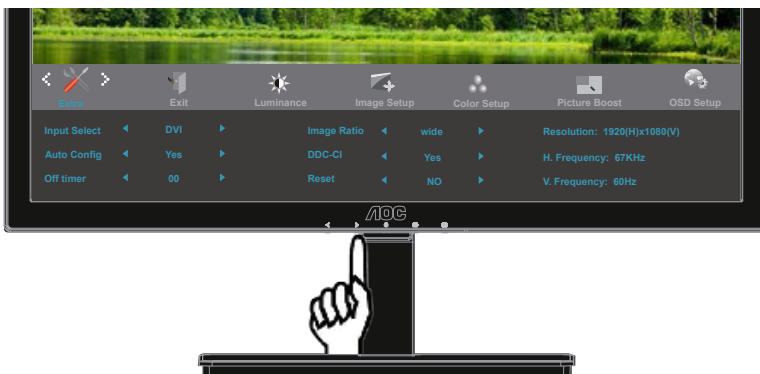 Extra Exit Luminance Image Setup Color Setup Picture Boost OSD Setup
Input Select DVI Image Ratio wide Resolution: 1920(H)x1080(V)
Auto Config Yes DDC-CI Yes H. Frequency: 67KHz
Off timer 00 Reset NO V. Frequency: 60Hz
AOC